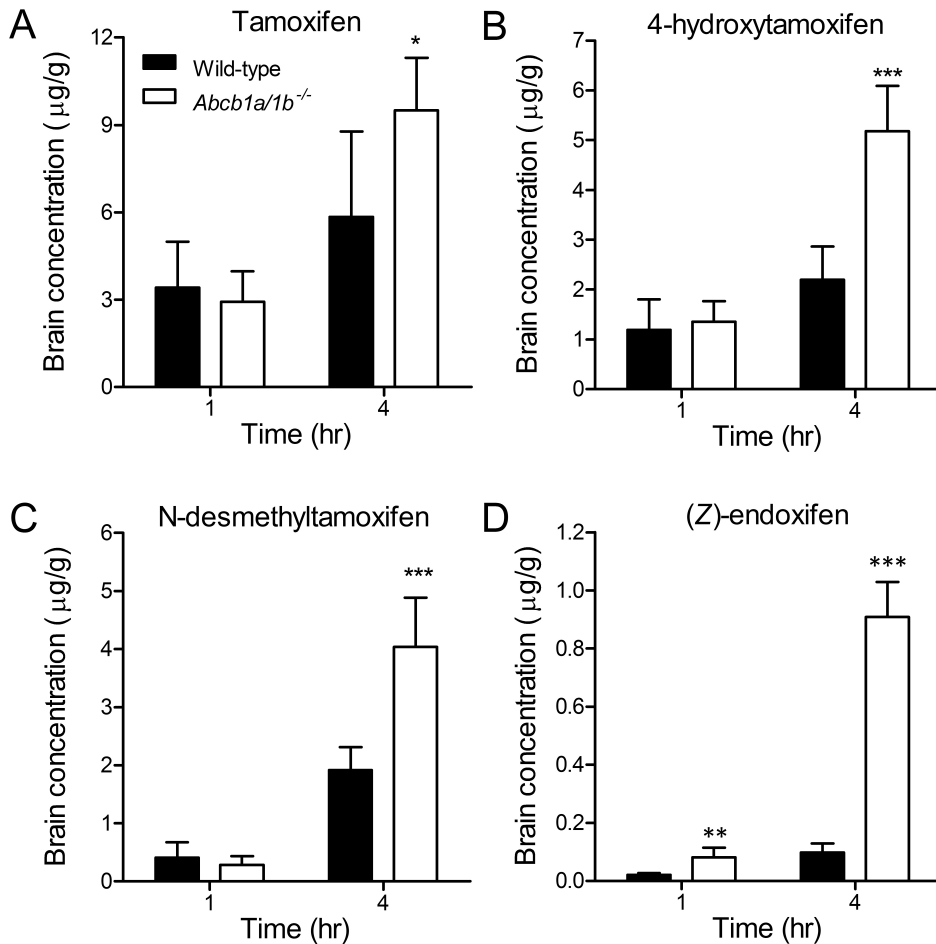 A
Tamoxifen
Brain concentration ( μg/g)
12
9
6
3
0
Wild-type
Abcb1a/1b-/-
*
1
4
Time (hr)
B
4-hydroxytamoxifen
Brain concentration ( μg/g)
7
6
5
4
3
2
1
0
***
1
4
Time (hr)
C
N-desmethyltamoxifen
Brain concentration ( μg/g)
6
5
4
3
2
1
0
***
1
4
Time (hr)
D
(Z)-endoxifen
Brain concentration ( μg/g)
1.2
1.0
0.8
0.6
0.4
0.2
0.0
**
***
1
4
Time (hr)